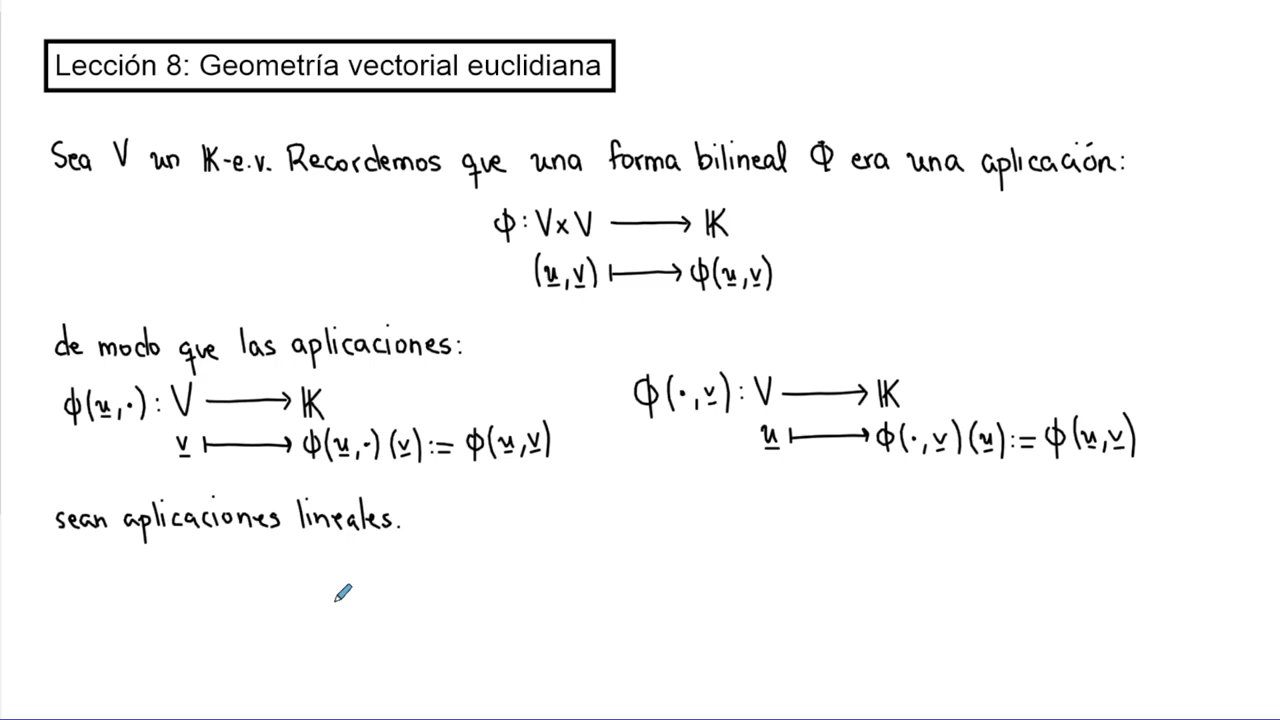 Lección 8: Geometría vectorial euclidiana
Sea V un 𝕂-e.v. Recordemos que una forma bilineal Φ era una aplicación:
ϕ: V×V ⟶ 𝕂
(u̲,v̲) ⟼ ϕ(u̲,v̲)
de modo que las aplicaciones:
ϕ(u̲,·): V ⟶ 𝕂
v̲ ⟼ ϕ(u̲,·)(v̲):= ϕ(u̲,v̲)
ϕ(·,v̲): V ⟶ 𝕂
u̲ ⟼ ϕ(·,v̲)(u̲):= ϕ(u̲,v̲)
sean aplicaciones lineales.